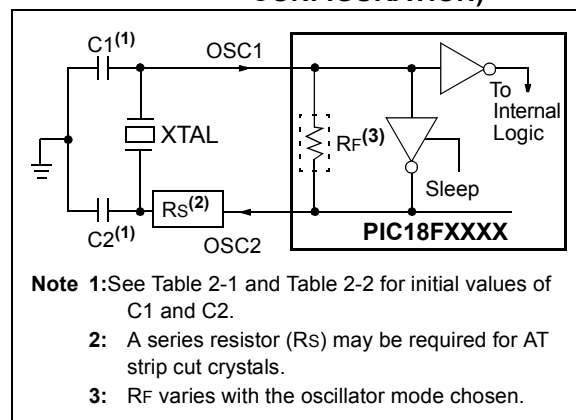 CONFIGURATION)
C1(1)
OSC1
To
Internal
Logic
XTAL
RF(3)
Sleep
RS(2)
C2(1)
OSC2
PIC18FXXXX
Note 1:See Table 2-1 and Table 2-2 for initial values of
C1 and C2.
2: A series resistor (RS) may be required for AT
strip cut crystals.
3: RF varies with the oscillator mode chosen.